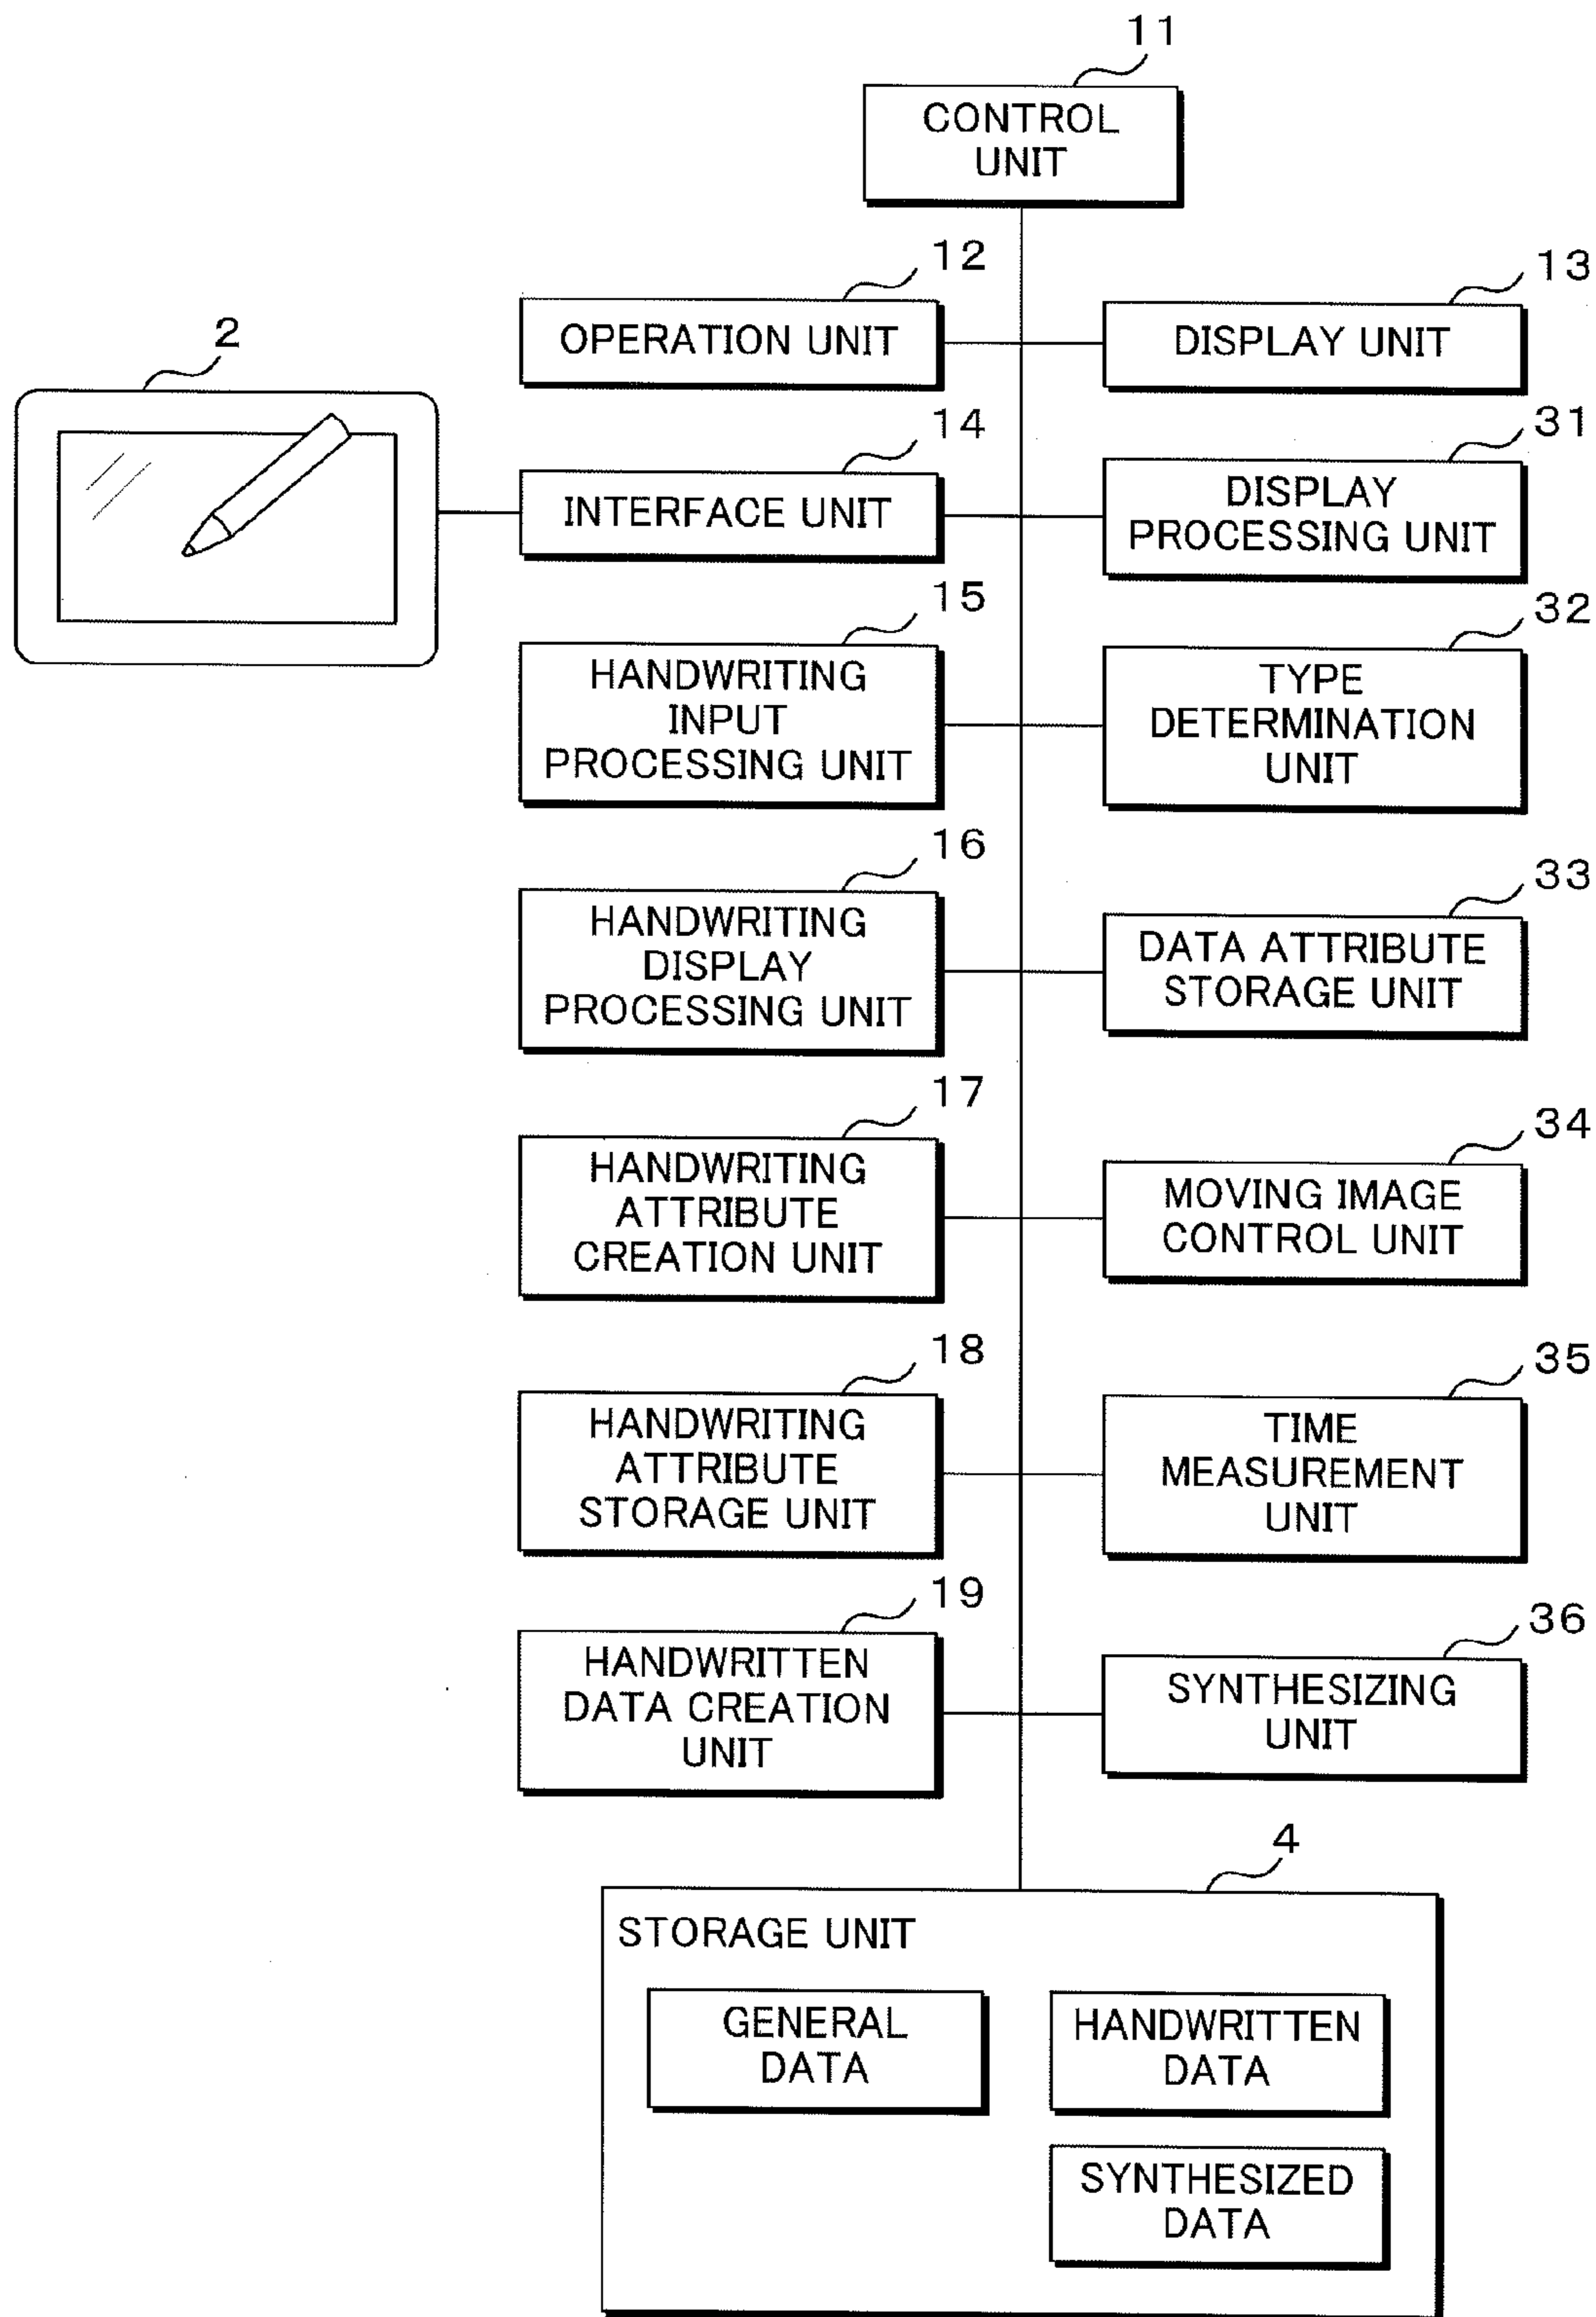 11
CONTROL
UNIT
12
OPERATION UNIT
13
DISPLAY UNIT
2
14
INTERFACE UNIT
31
DISPLAY
PROCESSING UNIT
15
HANDWRITING
INPUT
PROCESSING UNIT
32
TYPE
DETERMINATION
UNIT
16
HANDWRITING
DISPLAY
PROCESSING UNIT
33
DATA ATTRIBUTE
STORAGE UNIT
17
HANDWRITING
ATTRIBUTE
CREATION UNIT
34
MOVING IMAGE
CONTROL UNIT
18
HANDWRITING
ATTRIBUTE
STORAGE UNIT
35
TIME
MEASUREMENT
UNIT
19
HANDWRITTEN
DATA CREATION
UNIT
36
SYNTHESIZING
UNIT
4
STORAGE UNIT
GENERAL
DATA
HANDWRITTEN
DATA
SYNTHESIZED
DATA